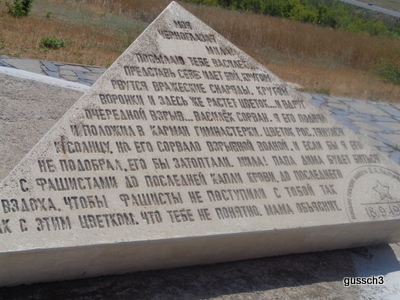 МОЯ
ЧЕРНОГЛАЗАЯ
МИЛА!
ПОСЫЛАЮ ТЕБЕ ВАСИЛЕК.
ПРЕДСТАВЬ СЕБЕ: ИДЕТ БОЙ, КРУГОМ
РВУТСЯ ВРАЖЕСКИЕ СНАРЯДЫ, КРУГОМ
ВОРОНКИ И ЗДЕСЬ ЖЕ РАСТЕТ ЦВЕТОК... И ВДРУГ
ОЧЕРЕДНОЙ ВЗРЫВ... ВАСИЛЕК СОРВАН. Я ЕГО ПОДНЯЛ
И ПОЛОЖИЛ В КАРМАН ГИМНАСТЕРКИ. ЦВЕТОК РОС, ТЯНУЛСЯ
К СОЛНЦУ, НО ЕГО СОРВАЛО ВЗРЫВНОЙ ВОЛНОЙ, И ЕСЛИ БЫ Я ЕГО
НЕ ПОДОБРАЛ, ЕГО БЫ ЗАТОПТАЛИ. МИЛА! ПАПА ДИМА БУДЕТ БИТЬСЯ
С ФАШИСТАМИ ДО ПОСЛЕДНЕЙ КАПЛИ КРОВИ, ДО ПОСЛЕДНЕГО
ВЗДОХА, ЧТОБЫ ФАШИСТЫ НЕ ПОСТУПИЛИ С ТОБОЙ ТАК
КАК С ЭТИМ ЦВЕТКОМ. ЧТО ТЕБЕ НЕ ПОНЯТНО, МАМА ОБЪЯСНИТ.
18.9.
gussch3